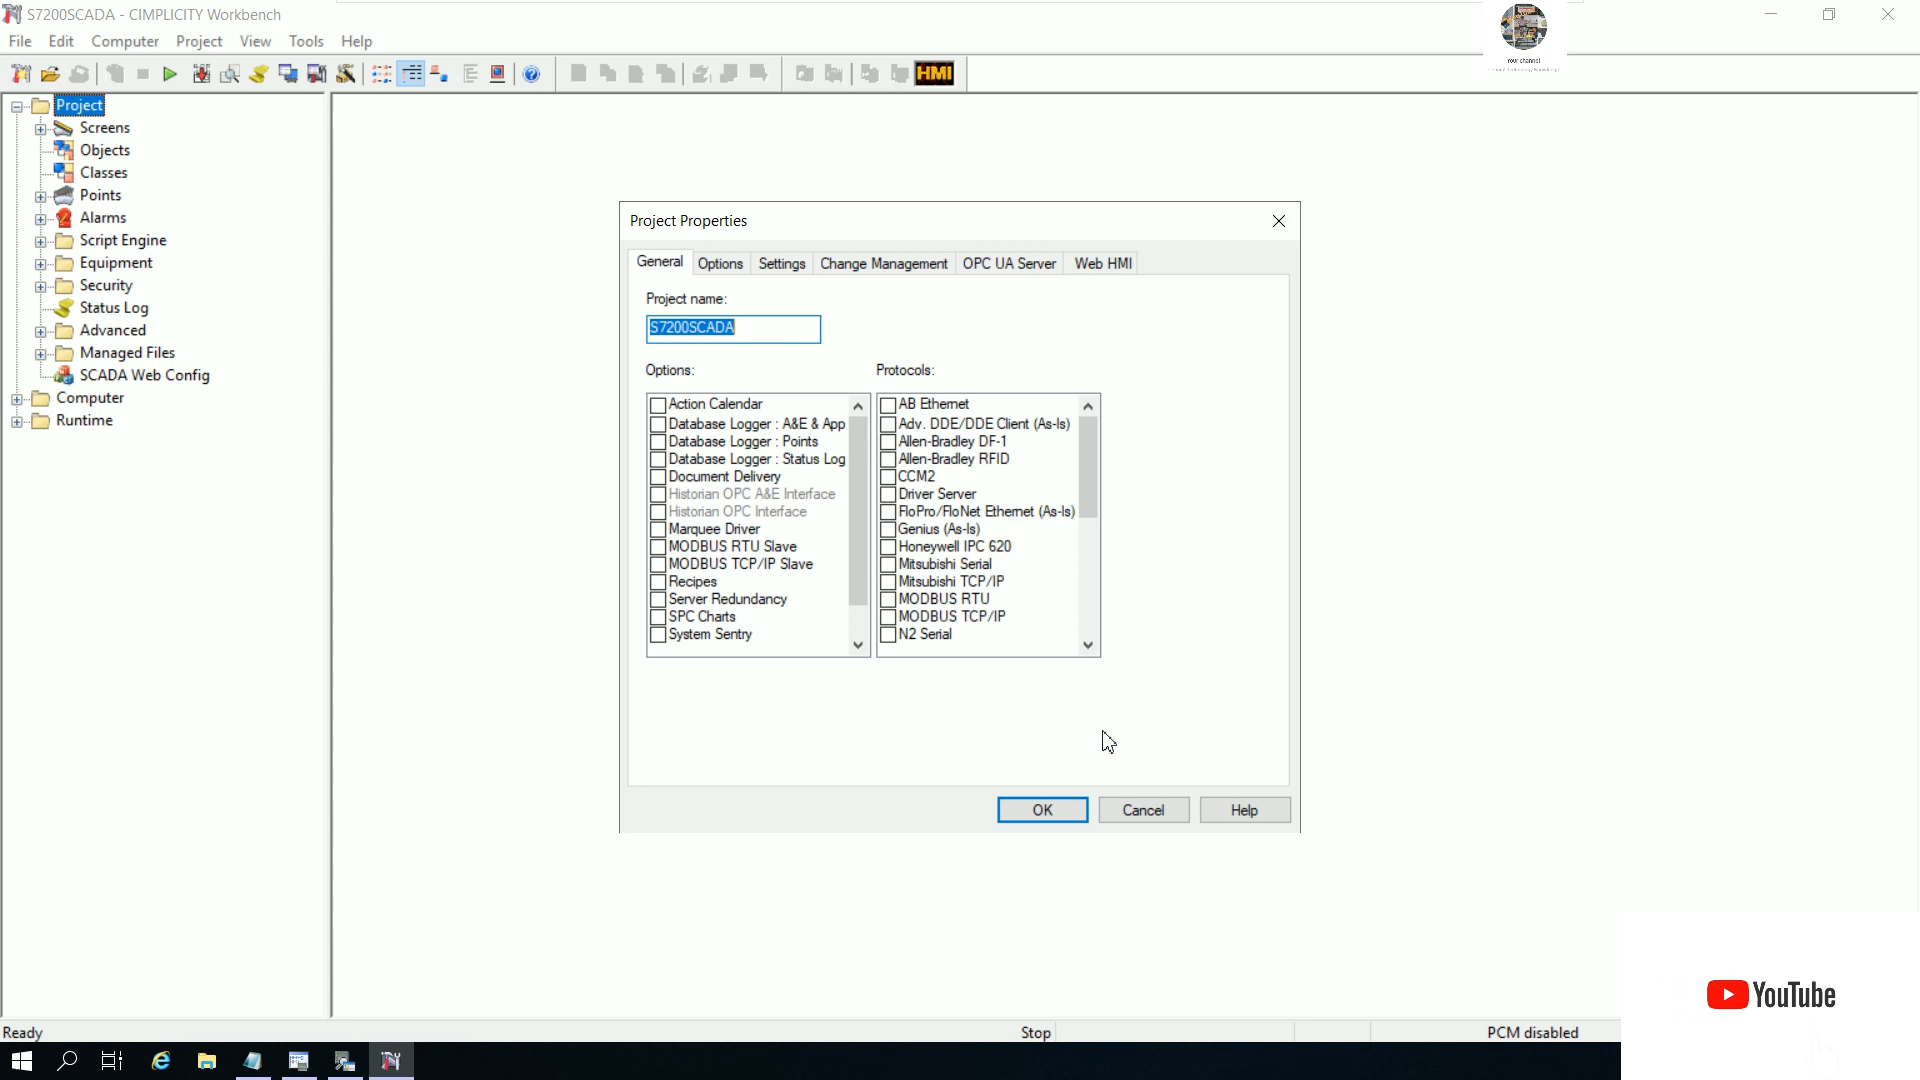 S7200SCADA - CIMPLICITY Workbench
File Edit Computer Project View Tools Help
HMI
Your channel
Project
Screens
Objects
Classes
Points
Alarms
Script Engine
Equipment
Security
Status Log
Advanced
Managed Files
SCADA Web Config
Computer
Runtime
Project Properties
General Options Settings Change Management OPC UA Server Web HMI
Project name:
S7200SCADA
Options:
Action Calendar
Database Logger : A&E & App
Database Logger : Points
Database Logger : Status Log
Document Delivery
Historian OPC A&E Interface
Historian OPC Interface
Marquee Driver
MODBUS RTU Slave
MODBUS TCP/IP Slave
Recipes
Server Redundancy
SPC Charts
System Sentry
Protocols:
AB Ethernet
Adv. DDE/DDE Client (As-Is)
Allen-Bradley DF-1
Allen-Bradley RFID
CCM2
Driver Server
FloPro/FloNet Ethernet (As-Is)
Genius (As-Is)
Honeywell IPC 620
Mitsubishi Serial
Mitsubishi TCP/IP
MODBUS RTU
MODBUS TCP/IP
N2 Serial
OK Cancel Help
YouTube
Ready Stop PCM disabled